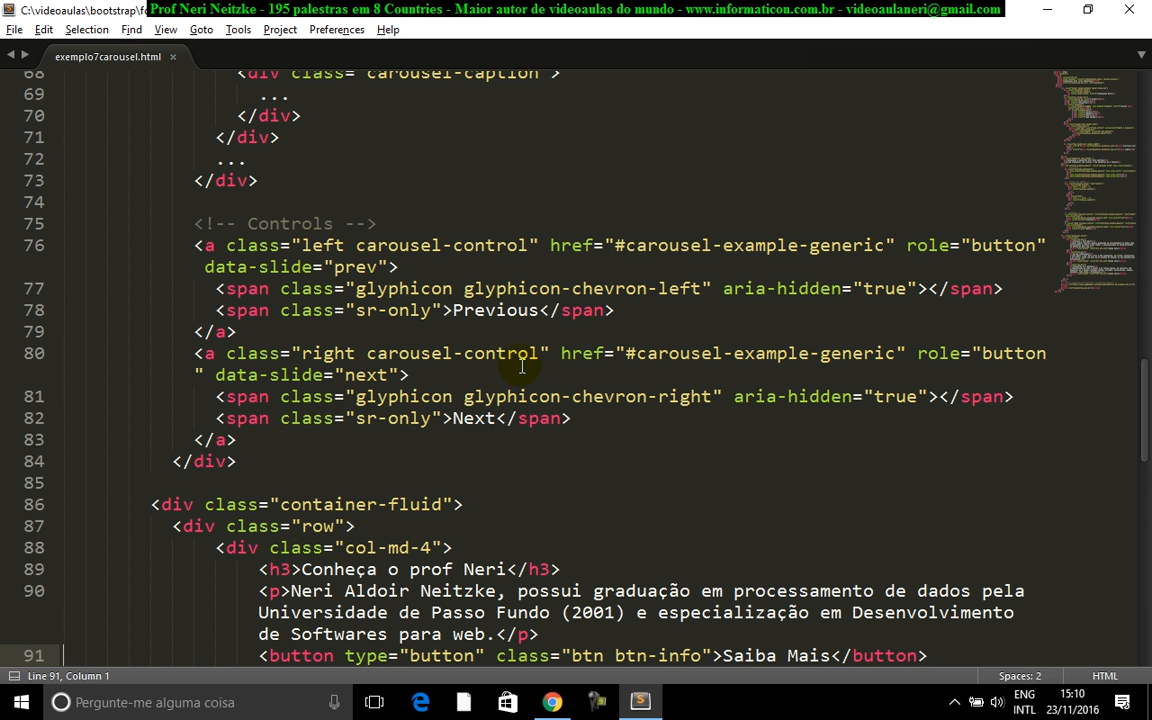 C:\videoaulas\bootstrap\fo Prof Neri Neitzke - 195 palestras em 8 Countries - Maior autor de videoaulas do mundo - www.informaticon.com.br - videoaulaneri@gmail.com
File Edit Selection Find View Goto Tools Project Preferences Help
exemplo7carousel.html ×
68 <div class="carousel-caption">
69 ...
70 </div>
71 </div>
72 ...
73 </div>
74
75 <!-- Controls -->
76 <a class="left carousel-control" href="#carousel-example-generic" role="button"
data-slide="prev">
77 <span class="glyphicon glyphicon-chevron-left" aria-hidden="true"></span>
78 <span class="sr-only">Previous</span>
79 </a>
80 <a class="right carousel-control" href="#carousel-example-generic" role="button
" data-slide="next">
81 <span class="glyphicon glyphicon-chevron-right" aria-hidden="true"></span>
82 <span class="sr-only">Next</span>
83 </a>
84 </div>
85
86 <div class="container-fluid">
87 <div class="row">
88 <div class="col-md-4">
89 <h3>Conheça o prof Neri</h3>
90 <p>Neri Aldoir Neitzke, possui graduação em processamento de dados pela
Universidade de Passo Fundo (2001) e especialização em Desenvolvimento
de Softwares para web.</p>
91 <button type="button" class="btn btn-info">Saiba Mais</button>
Line 91, Column 1 Spaces: 2 HTML
Pergunte-me alguma coisa ENG 15:10
INTL 23/11/2016